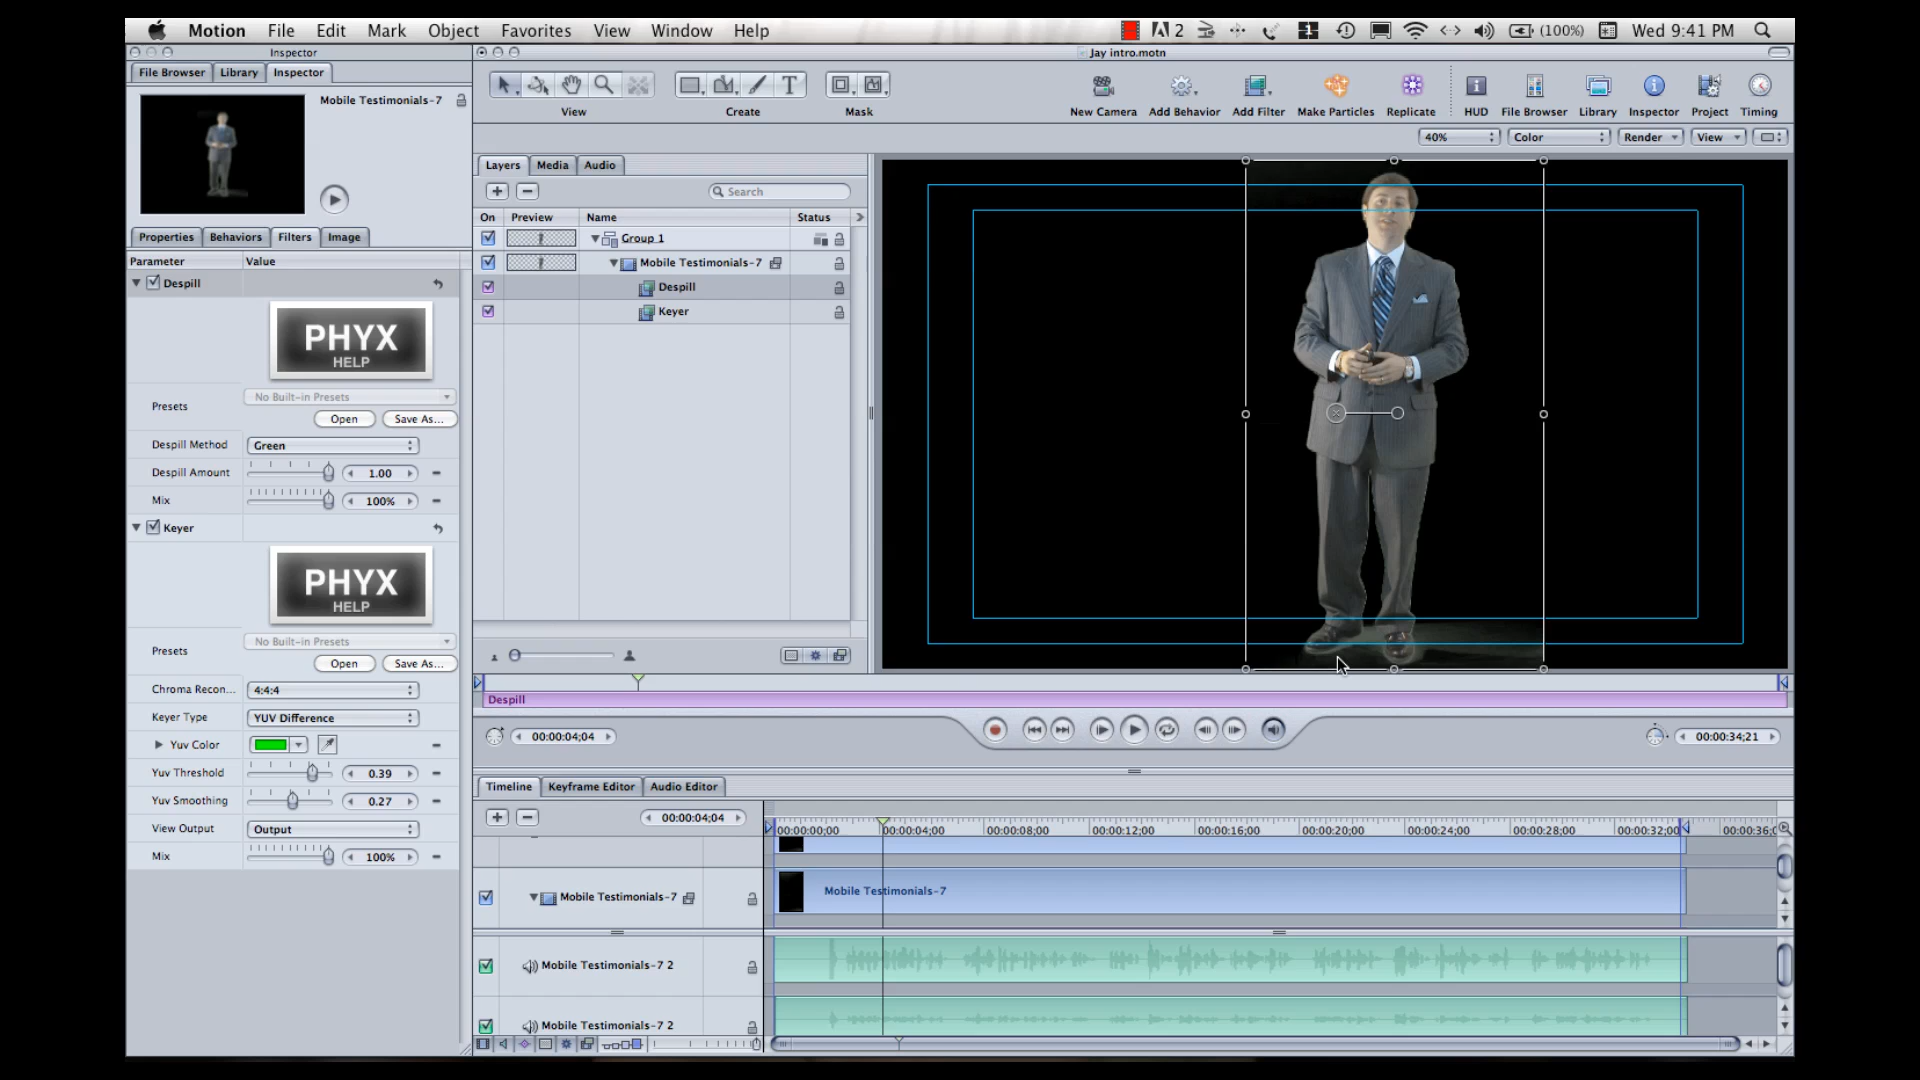 Motion File Edit Mark Object Favorites View Window Help
2 (100%) Wed 9:41 PM
Inspector
Jay intro.motn
File Browser Library Inspector
Mobile Testimonials-7
View Create Mask
New Camera Add Behavior Add Filter Make Particles Replicate HUD File Browser Library Inspector Project Timing
40% Color Render View
Layers Media Audio
Search
On Preview Name Status
Group 1
Mobile Testimonials-7
Despill
Keyer
Properties Behaviors Filters Image
Parameter Value
Despill
PHYX
HELP
Presets No Built-in Presets
Open Save As...
Despill Method Green
Despill Amount 1.00
Mix 100%
Keyer
PHYX
HELP
Presets No Built-in Presets
Open Save As...
Chroma Recon... 4:4:4
Keyer Type YUV Difference
Yuv Color
Yuv Threshold 0.39
Yuv Smoothing 0.27
View Output Output
Mix 100%
Despill
00:00:04;04
00:00:34;21
Timeline Keyframe Editor Audio Editor
00:00:04;04
00:00:00;00 00:00:04;00 00:00:08;00 00:00:12;00 00:00:16;00 00:00:20;00 00:00:24;00 00:00:28;00 00:00:32;00 00:00:36;0
Mobile Testimonials-7
Mobile Testimonials-7
Mobile Testimonials-7 2
Mobile Testimonials-7 2